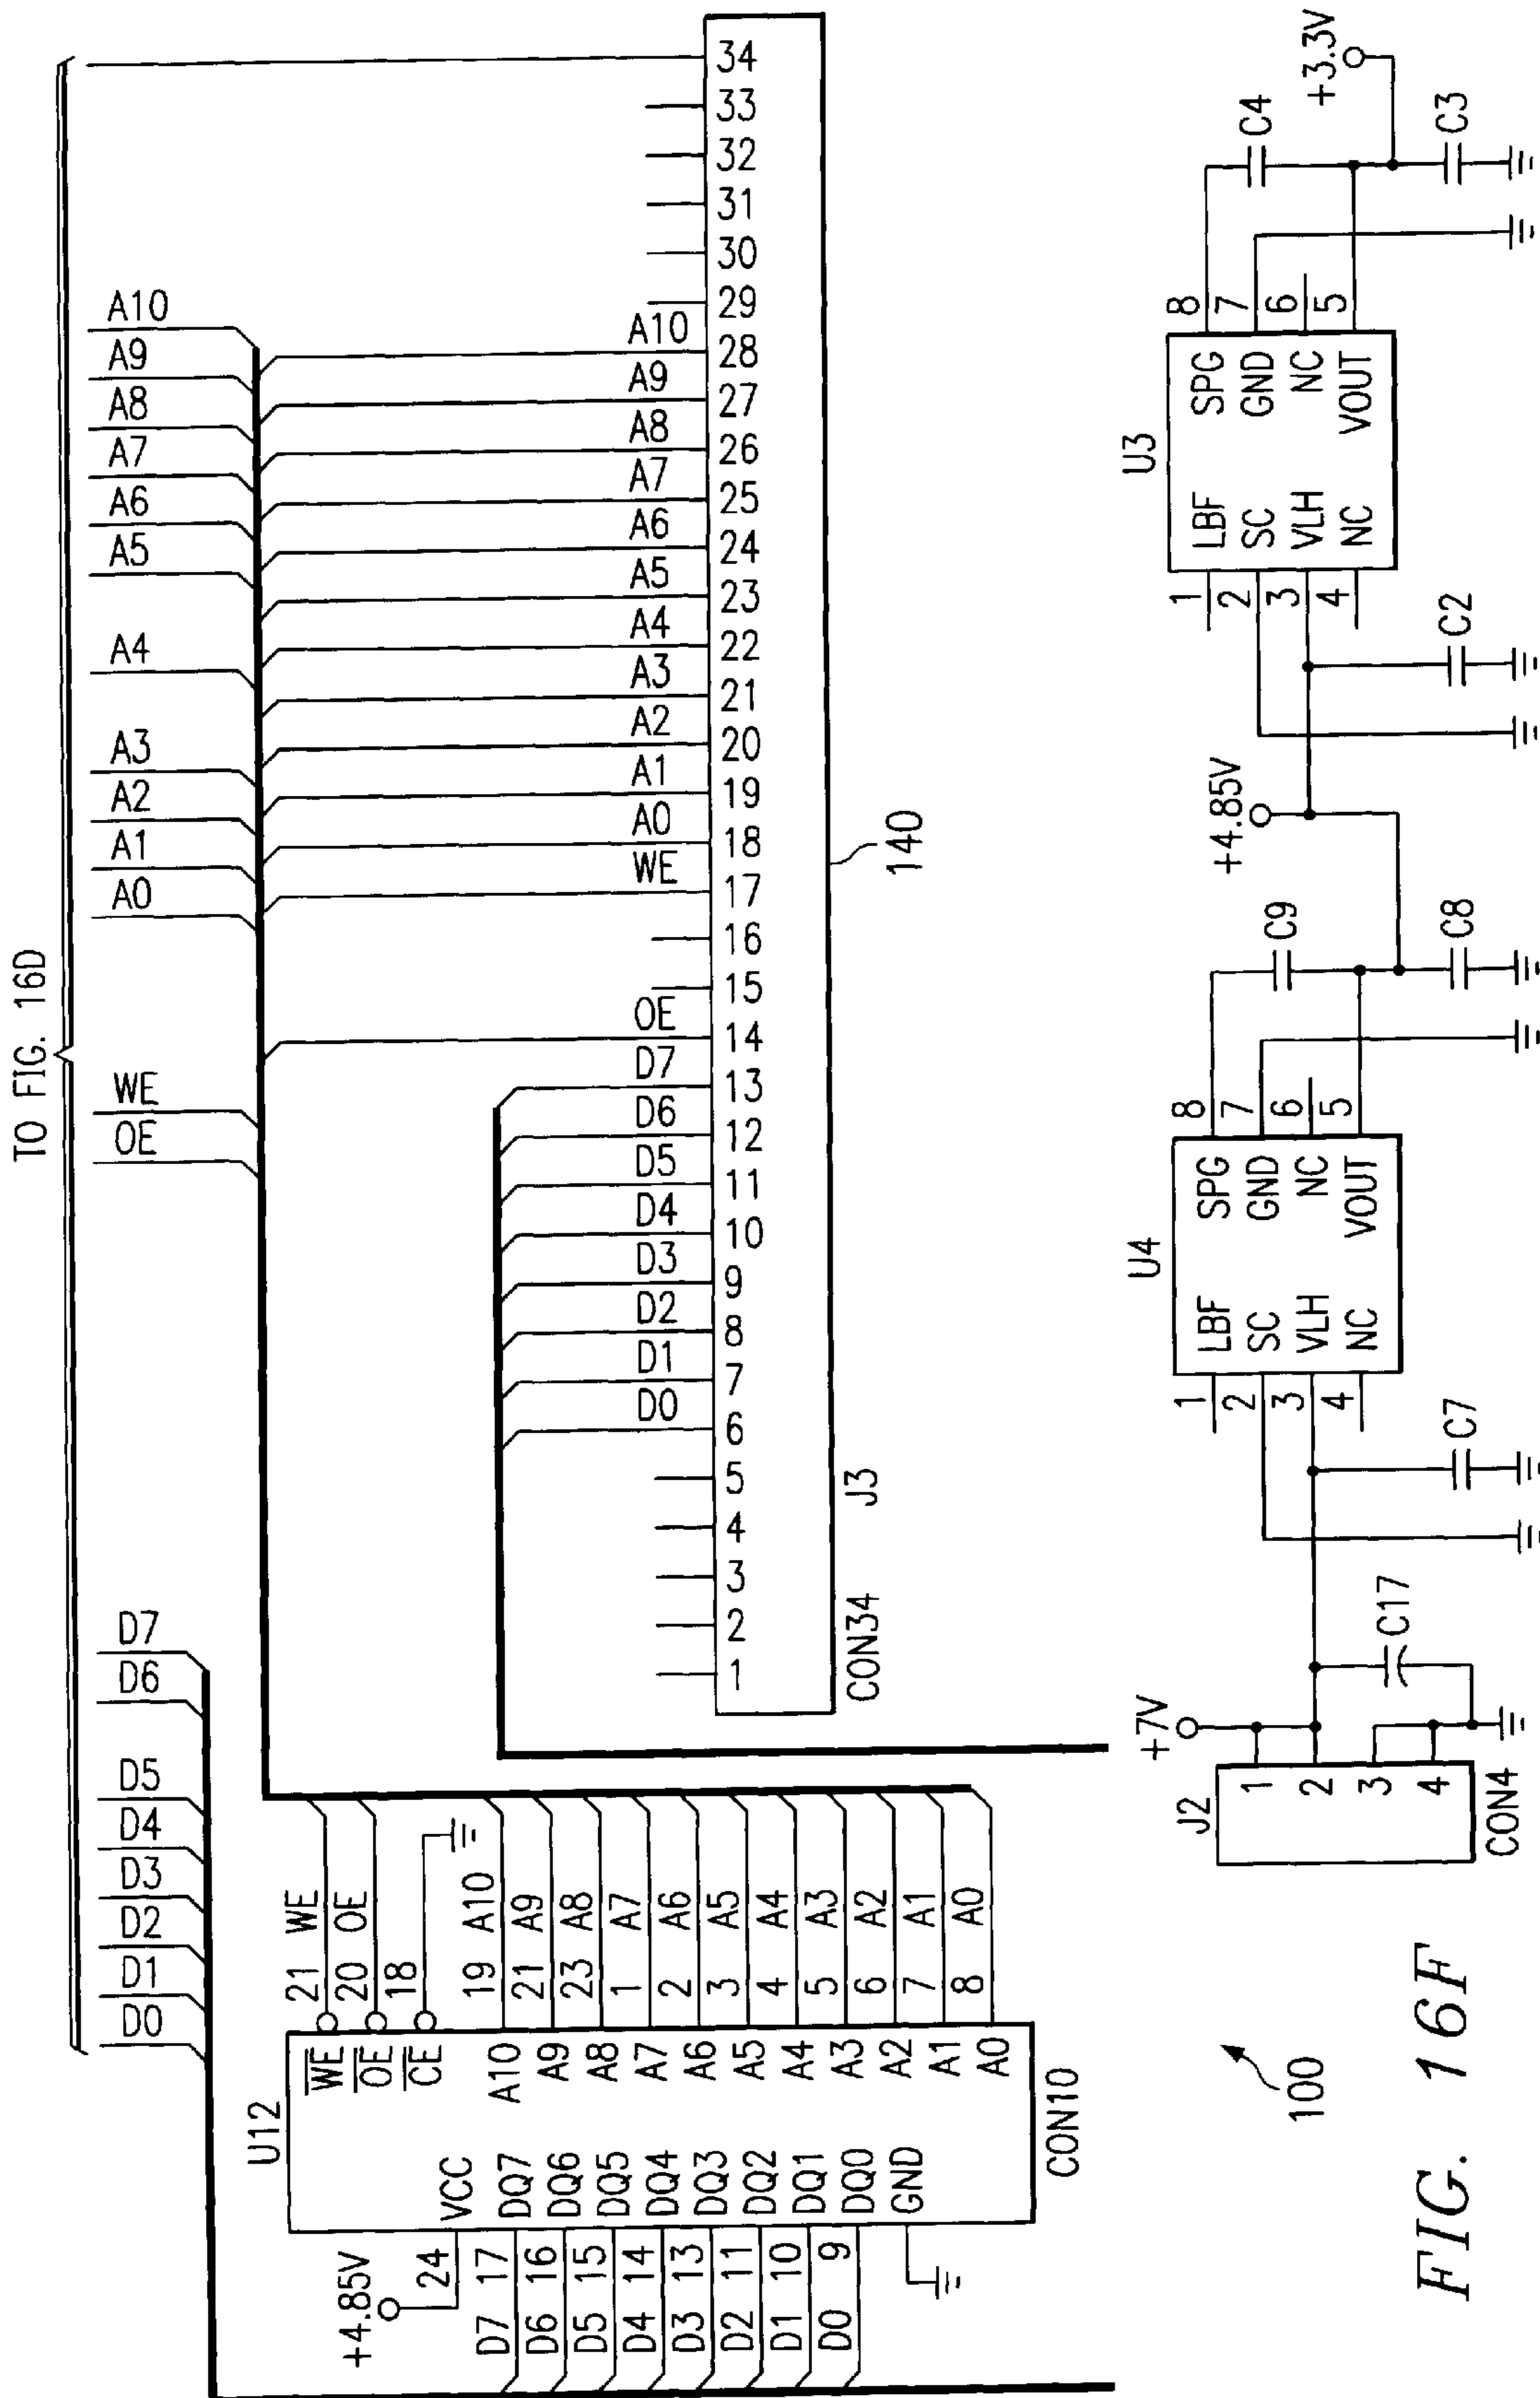 TO FIG. 16D
D0 D1 D2 D3 D4 D5 D6 D7 OE WE A0 A1 A2 A3 A4 A5 A6 A7 A8 A9 A10
D0 D1 D2 D3 D4 D5 D6 D7 OE WE A0 A1 A2 A3 A4 A5 A6 A7 A8 A9 A10
1 2 3 4 5 6 7 8 9 10 11 12 13 14 15 16 17 18 19 20 21 22 23 24 25 26 27 28 29 30 31 32 33 34
CON34 J3 140
U12
WE 21 WE
OE 20 OE
CE 18
+4.85V
24 VCC
A10 19 A10
D7 17 DQ7 A9 21 A9
D6 16 DQ6 A8 23 A8
D5 15 DQ5 A7 1 A7
D4 14 DQ4 A6 2 A6
D3 13 DQ3 A5 3 A5
D2 11 DQ2 A4 4 A4
D1 10 DQ1 A3 5 A3
D0 9 DQ0 A2 6 A2
GND A1 7 A1
A0 8 A0
CON10
J2 +7V
1
2
3
4
CON4
C17
C7
U4
1 LBF SPG 8
2 SC GND 7
3 VLH NC 6
4 NC VOUT 5
C9
C8
+4.85V
C2
U3
1 LBF SPG 8
2 SC GND 7
3 VLH NC 6
4 NC VOUT 5
C4
C3
+3.3V
100
FIG. 16F